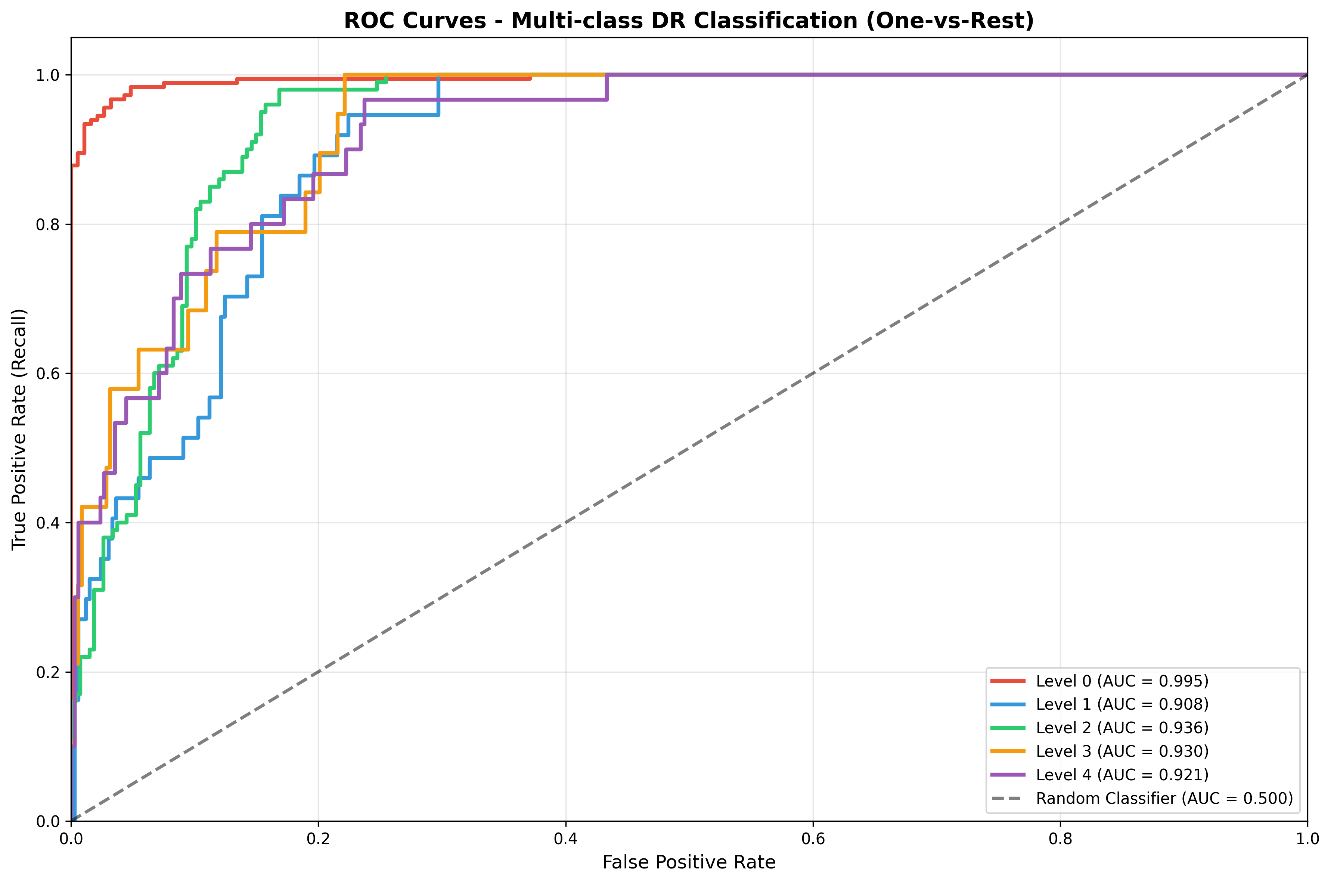 ROC Curves - Multi-class DR Classification (One-vs-Rest)
True Positive Rate (Recall)
1.0
0.8
0.6
0.4
0.2
0.0
0.0 0.2 0.4 0.6 0.8 1.0
False Positive Rate
Level 0 (AUC = 0.995)
Level 1 (AUC = 0.908)
Level 2 (AUC = 0.936)
Level 3 (AUC = 0.930)
Level 4 (AUC = 0.921)
Random Classifier (AUC = 0.500)